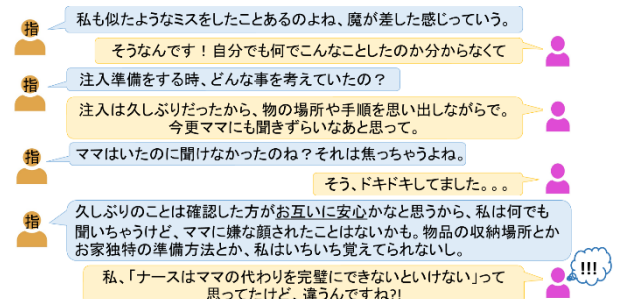 指
私も似たようなミスをしたことあるのよね、魔が差した感じっていう。
そうなんです！自分でも何でこんなことしたのか分からなくて
指
注入準備をする時、どんな事を考えていたの？
注入は久しぶりだったから、物の場所や手順を思い出しながらで。
今更ママにも聞きずらいなあと思って。
指
ママはいたのに聞けなかったのね？それは焦っちゃうよね。
そう、ドキドキしてました。。。
指
久しぶりのことは確認した方がお互いに安心かなと思うから、私は何でも
聞いちゃうけど、ママに嫌な顔されたことはないかも。物品の収納場所とか
お家独特の準備方法とか、私はいちいち覚えてられないし。
私、「ナースはママの代わりを完璧にできないといけない」って
思ってたけど、違うんですね?!
!!!